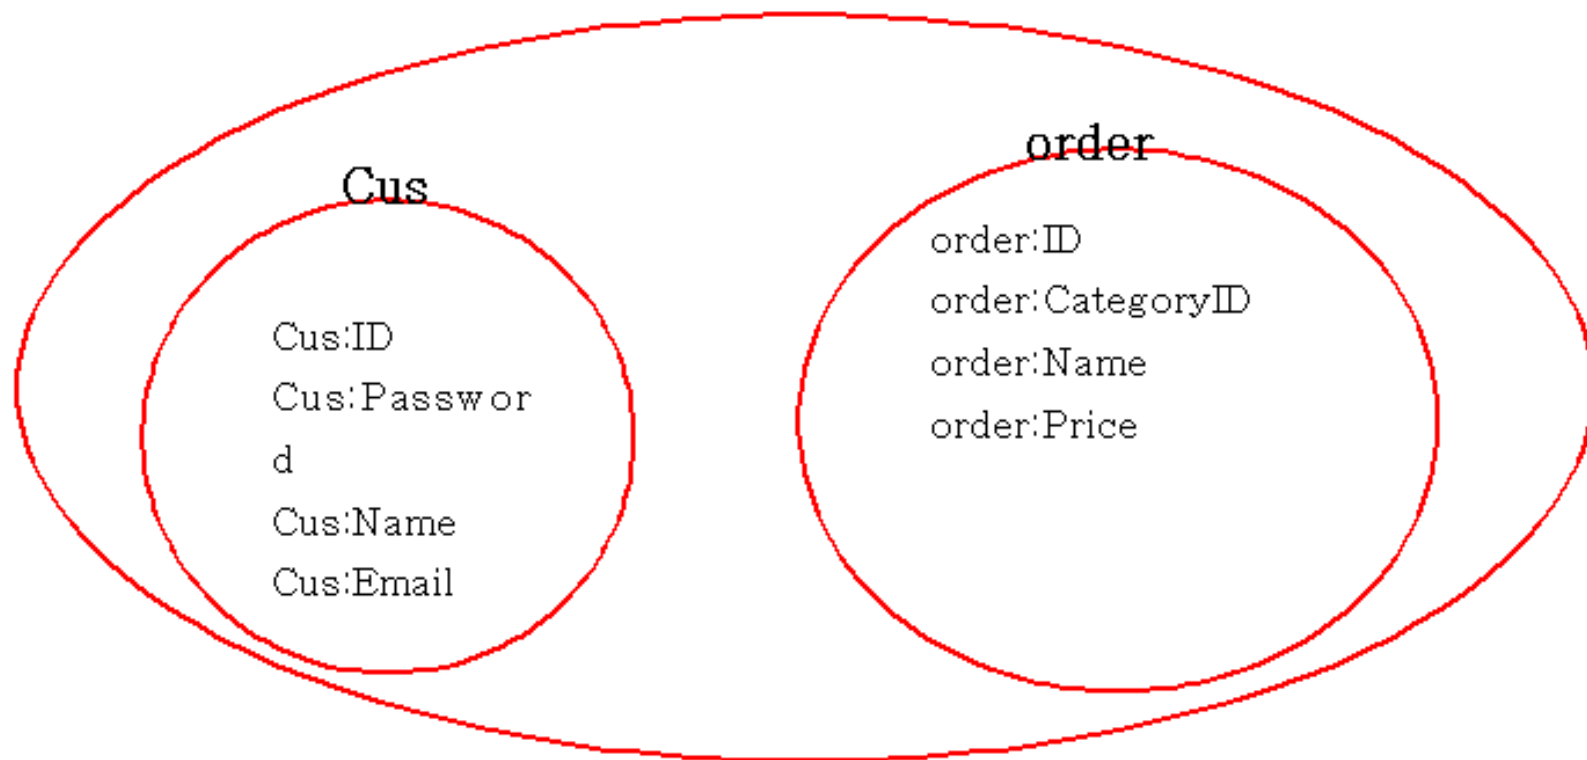 Cus
Cus:ID
Cus:Passwor
d
Cus:Name
Cus:Email
order
order:ID
order:CategoryID
order:Name
order:Price